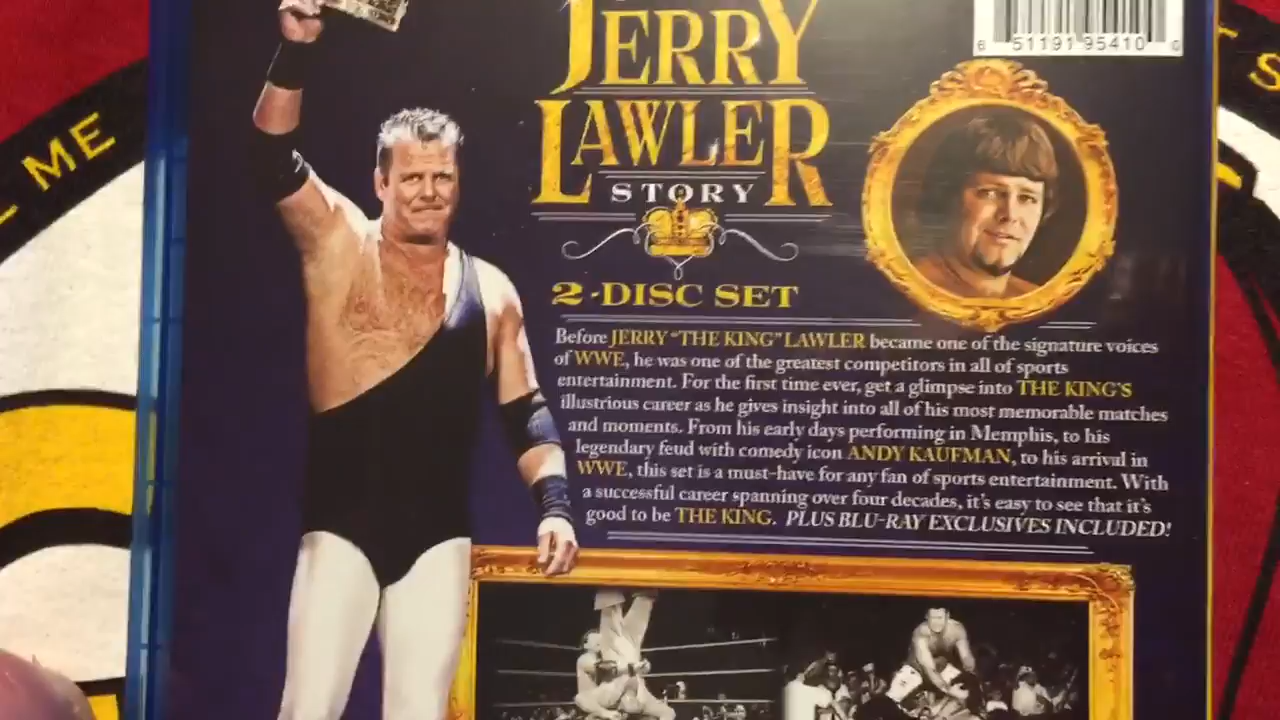 ME
JERRY
LAWLER
STORY
6 51191 95410 0
2-DISC SET
Before JERRY "THE KING" LAWLER became one of the signature voices
of WWE, he was one of the greatest competitors in all of sports
entertainment. For the first time ever, get a glimpse into THE KING'S
illustrious career as he gives insight into all of his most memorable matches
and moments. From his early days performing in Memphis, to his
legendary feud with comedy icon ANDY KAUFMAN, to his arrival in
WWE, this set is a must-have for any fan of sports entertainment. With
a successful career spanning over four decades, it's easy to see that it's
good to be THE KING. PLUS BLU-RAY EXCLUSIVES INCLUDED!